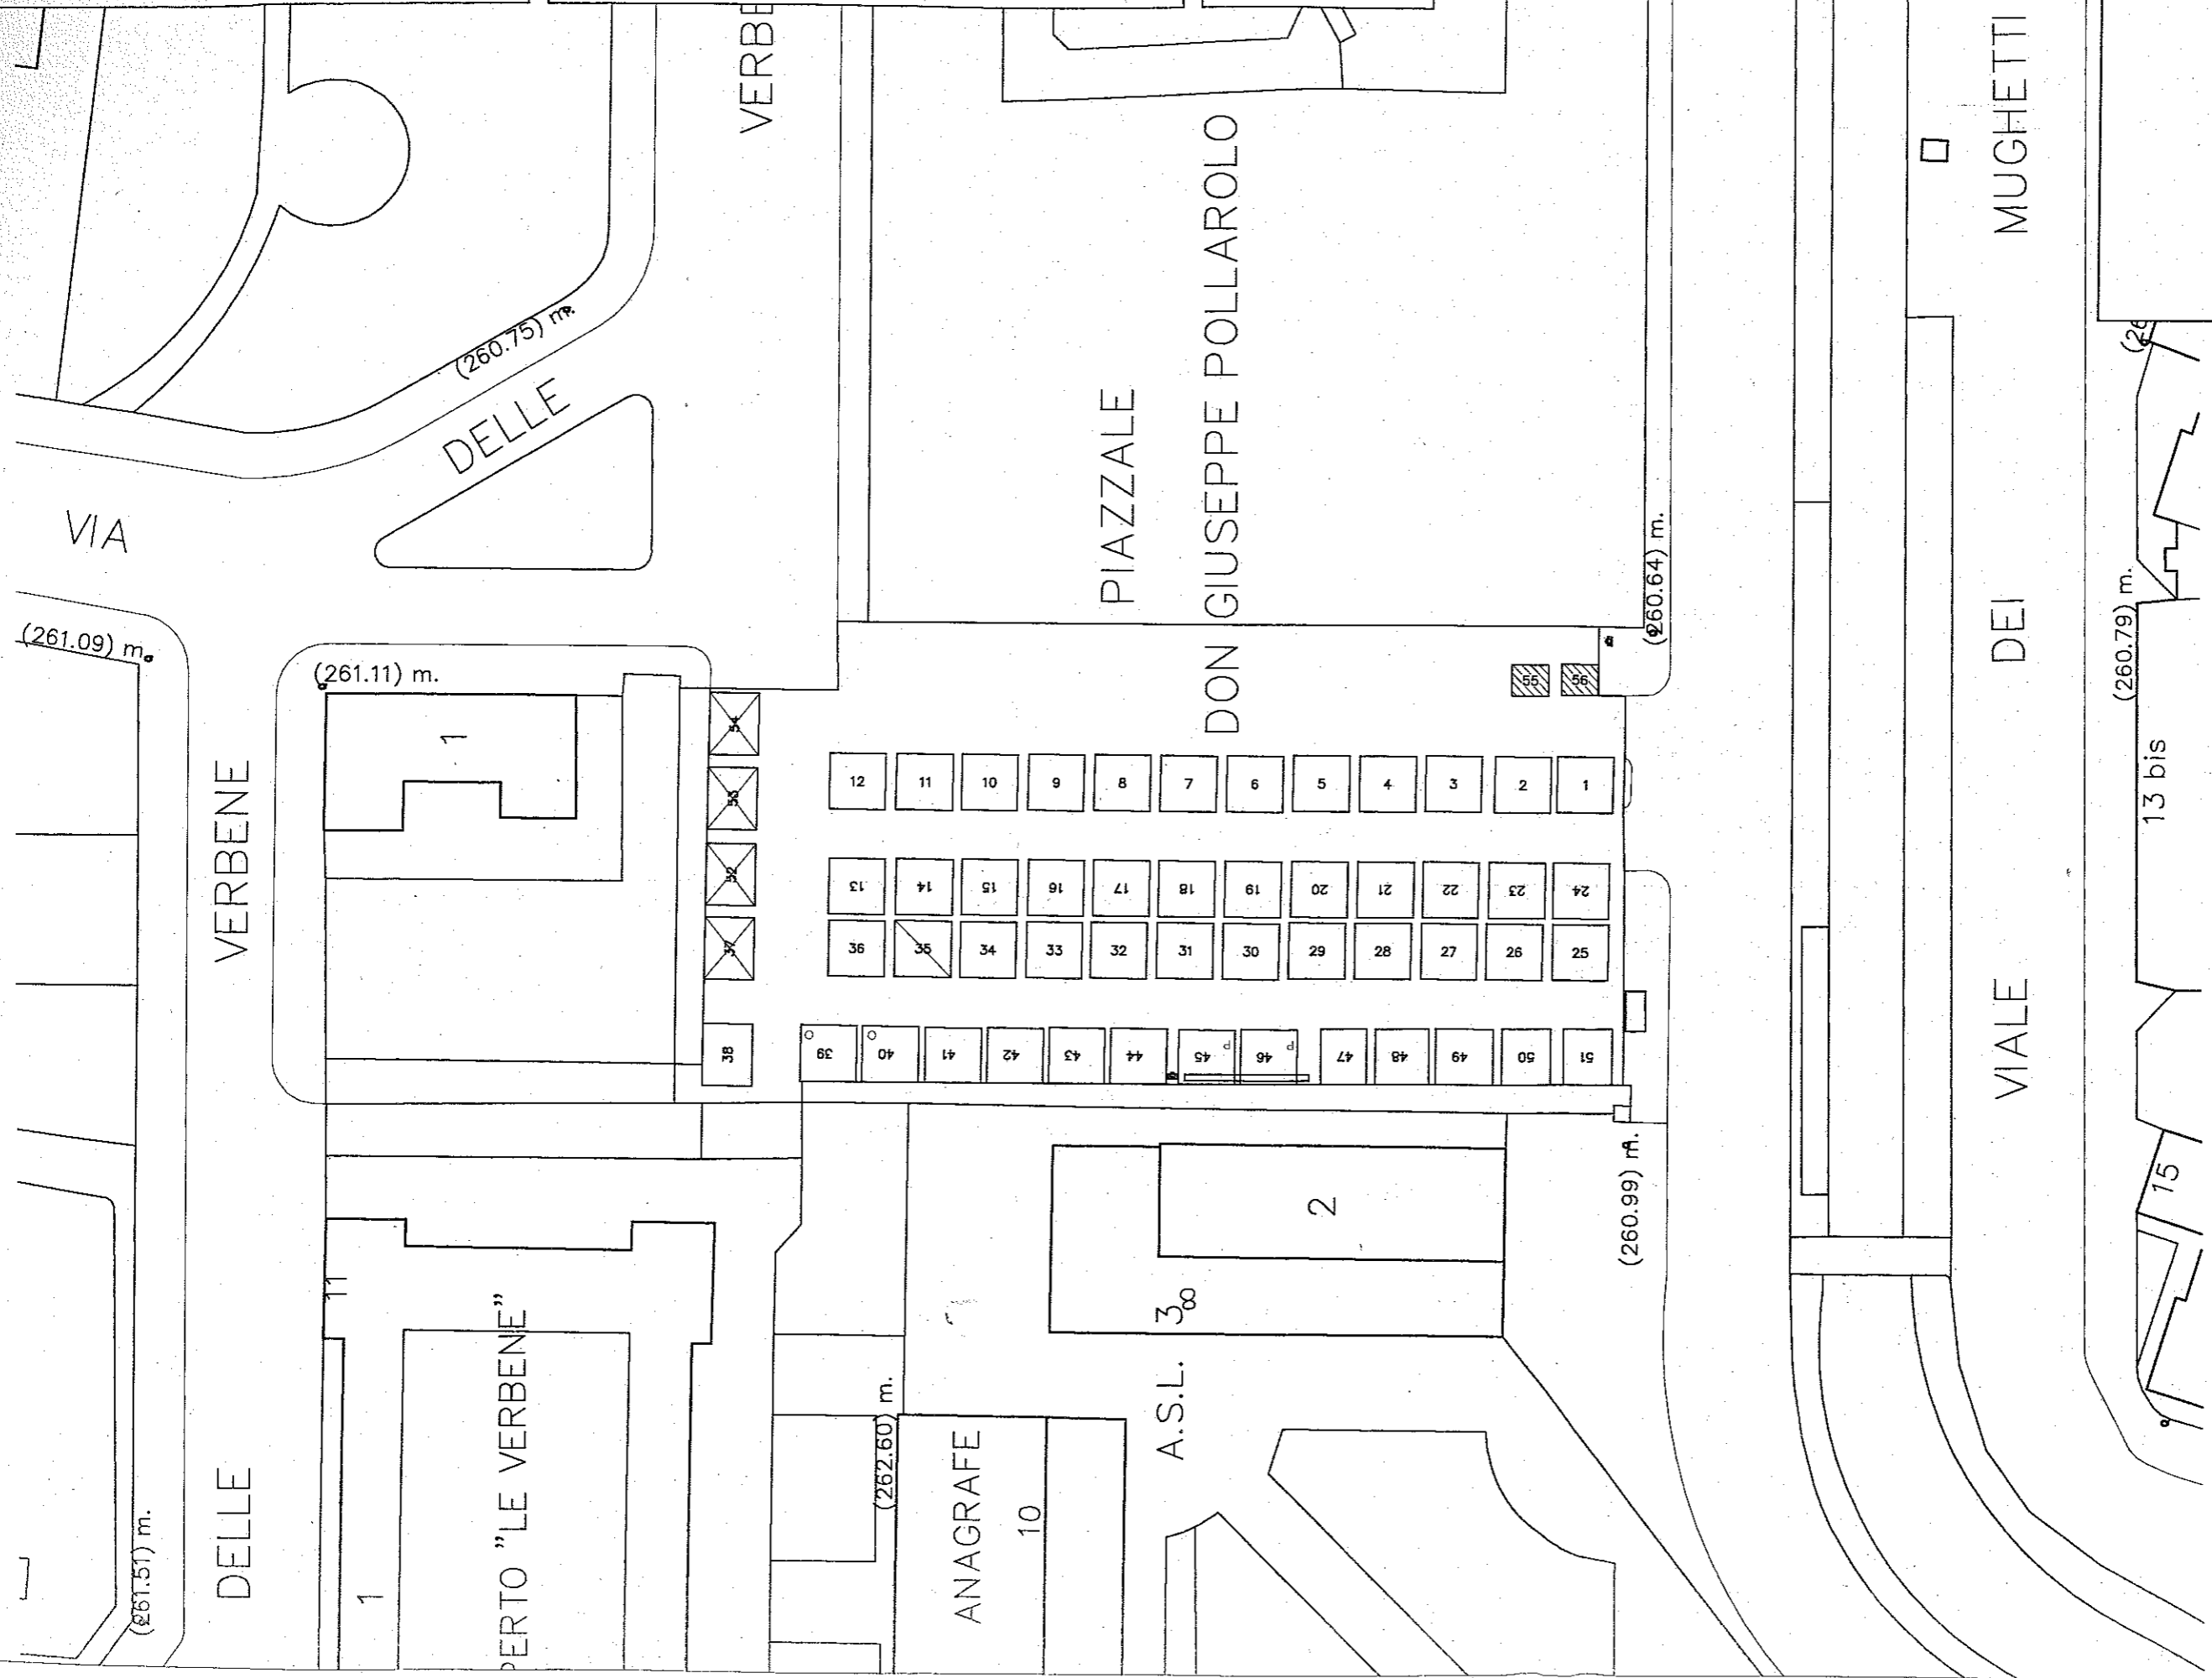 VERBE
MUGHETTI
(260.75) m.
DELLE
VIA
PIAZZALE
DON GIUSEPPE POLLAROLO
(260.64) m.
(26
(261.09) m.
(261.11) m.
(260.79) m.
DEI
VERBENE
1
54
55
56
13 bis
53
12 11 10 9 8 7 6 5 4 3 2 1
52
13 14 15 16 17 18 19 20 21 22 23 24
37
36 35 34 33 32 31 30 29 28 27 26 25
38
39 40 41 42 43 44 45 P 46 P 47 48 49 50 51
VIALE
2
(260.99) m.
15
11
3
8
PERTO "LE VERBENE"
A.S.L.
(262.60) m.
ANAGRAFE
10
DELLE
1
(261.51) m.